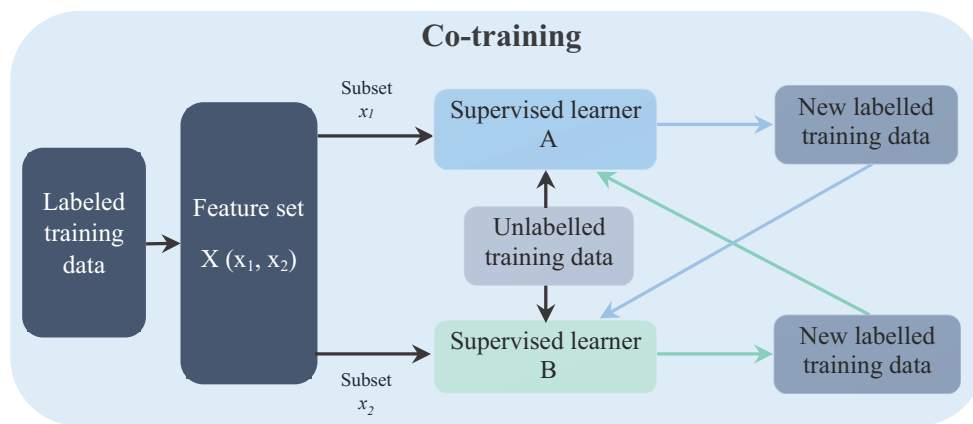 Co-training
Labeled
training
data
Feature set
X (x₁, x₂)
Subset
x₁
Subset
x₂
Supervised learner
A
Unlabelled
training data
Supervised learner
B
New labelled
training data
New labelled
training data